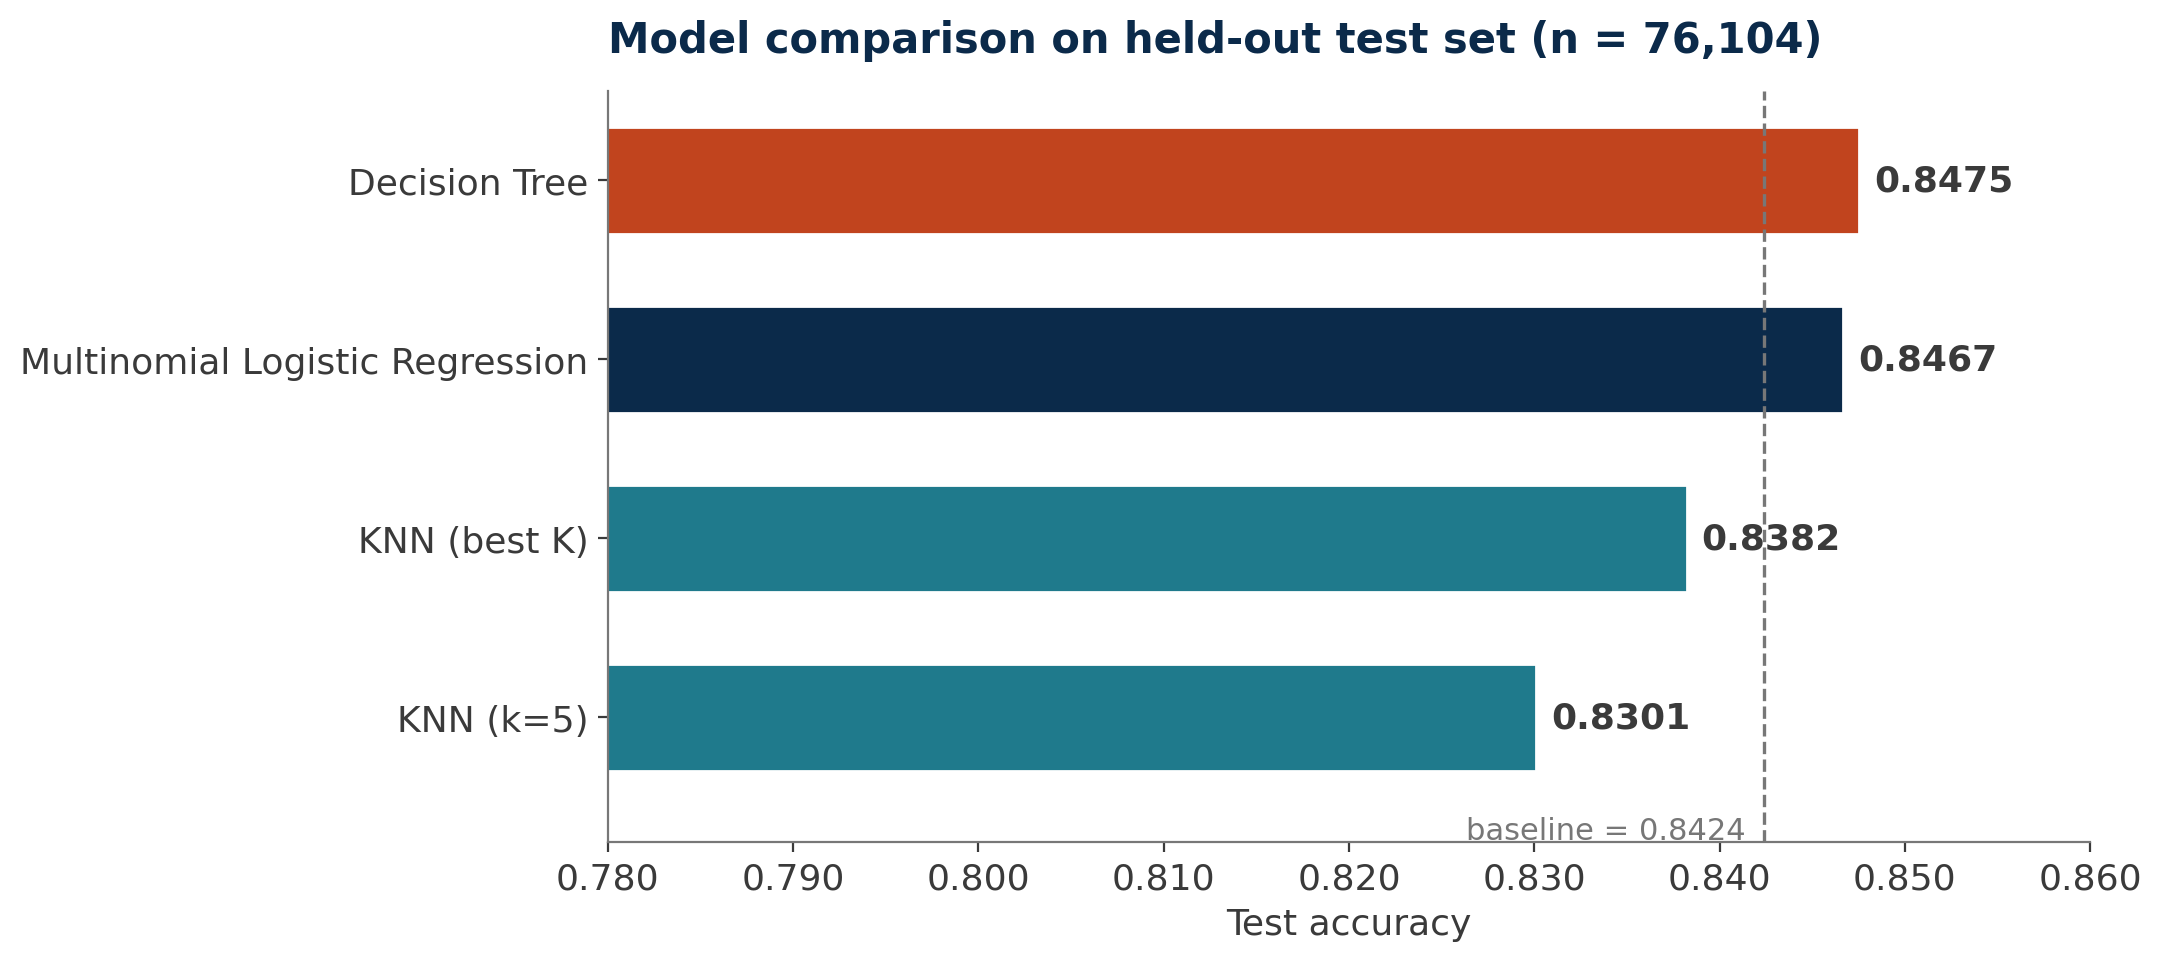 Model comparison on held-out test set (n = 76,104)
Decision Tree
0.8475
Multinomial Logistic Regression
0.8467
KNN (best K)
0.8382
KNN (k=5)
0.8301
baseline = 0.8424
0.780 0.790 0.800 0.810 0.820 0.830 0.840 0.850 0.860
Test accuracy